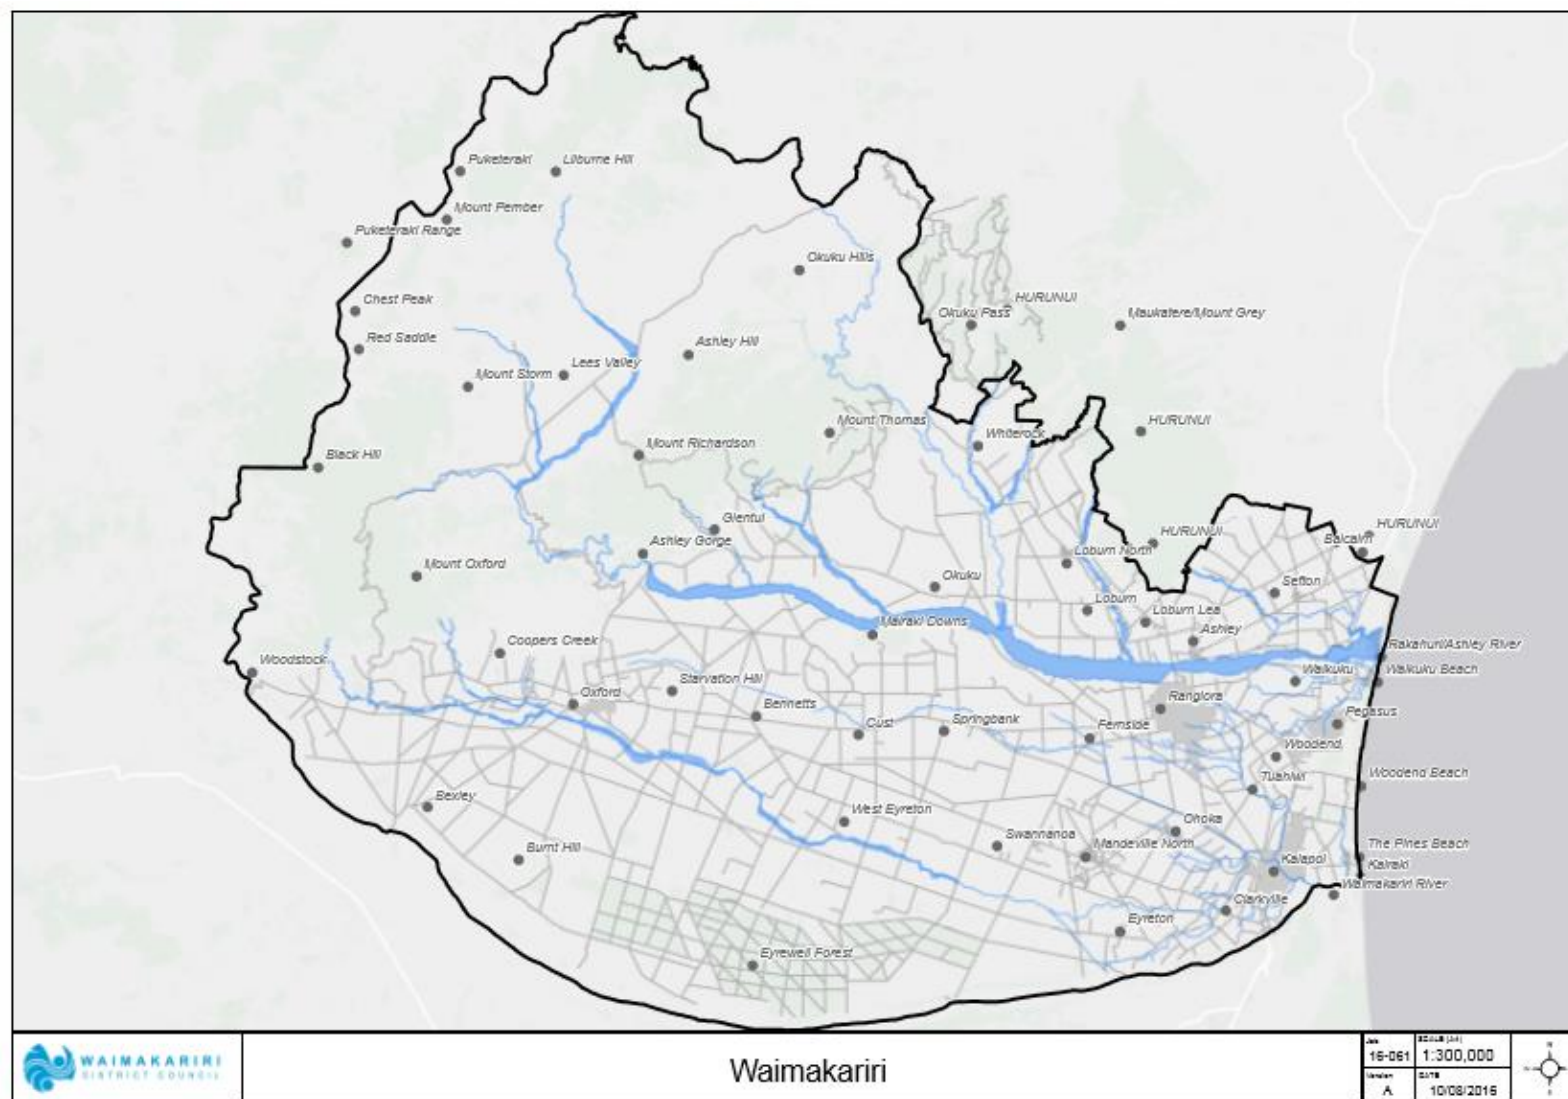 Puketeraki
Lilburne Hill
Mount Pember
Puketeraki Range
Okuku Hills
Chest Peak
HURUNUI
Okuku Pass
Maukatere/Mount Grey
Red Saddle
Ashley Hill
Lees Valley
Mount Storm
Mount Thomas
HURUNUI
Whiterock
Mount Richardson
Black Hill
Glentui
HURUNUI
HURUNUI
Balcairn
Ashley Gorge
Loburn North
Mount Oxford
Okuku
Sefton
Loburn
Loburn Lea
Mairaki Downs
Ashley
Coopers Creek
Rakahuri/Ashley River
Woodstock
Starvation Hill
Waikuku
Waikuku Beach
Oxford
Rangiora
Bennetts
Pegasus
Cust
Springbank
Fernside
Woodend
Tuahiwi
Woodend Beach
Bexley
West Eyreton
Ohoka
Swannanoa
Mandeville North
The Pines Beach
Burnt Hill
Kaiapoi
Kairaki
Waimakariri River
Clarkville
Eyreton
Eyrewell Forest
WAIMAKARIRI
DISTRICT COUNCIL
Waimakariri
Job
16-061
SCALE (A4)
1:300,000
Version
A
DATE
10/08/2016